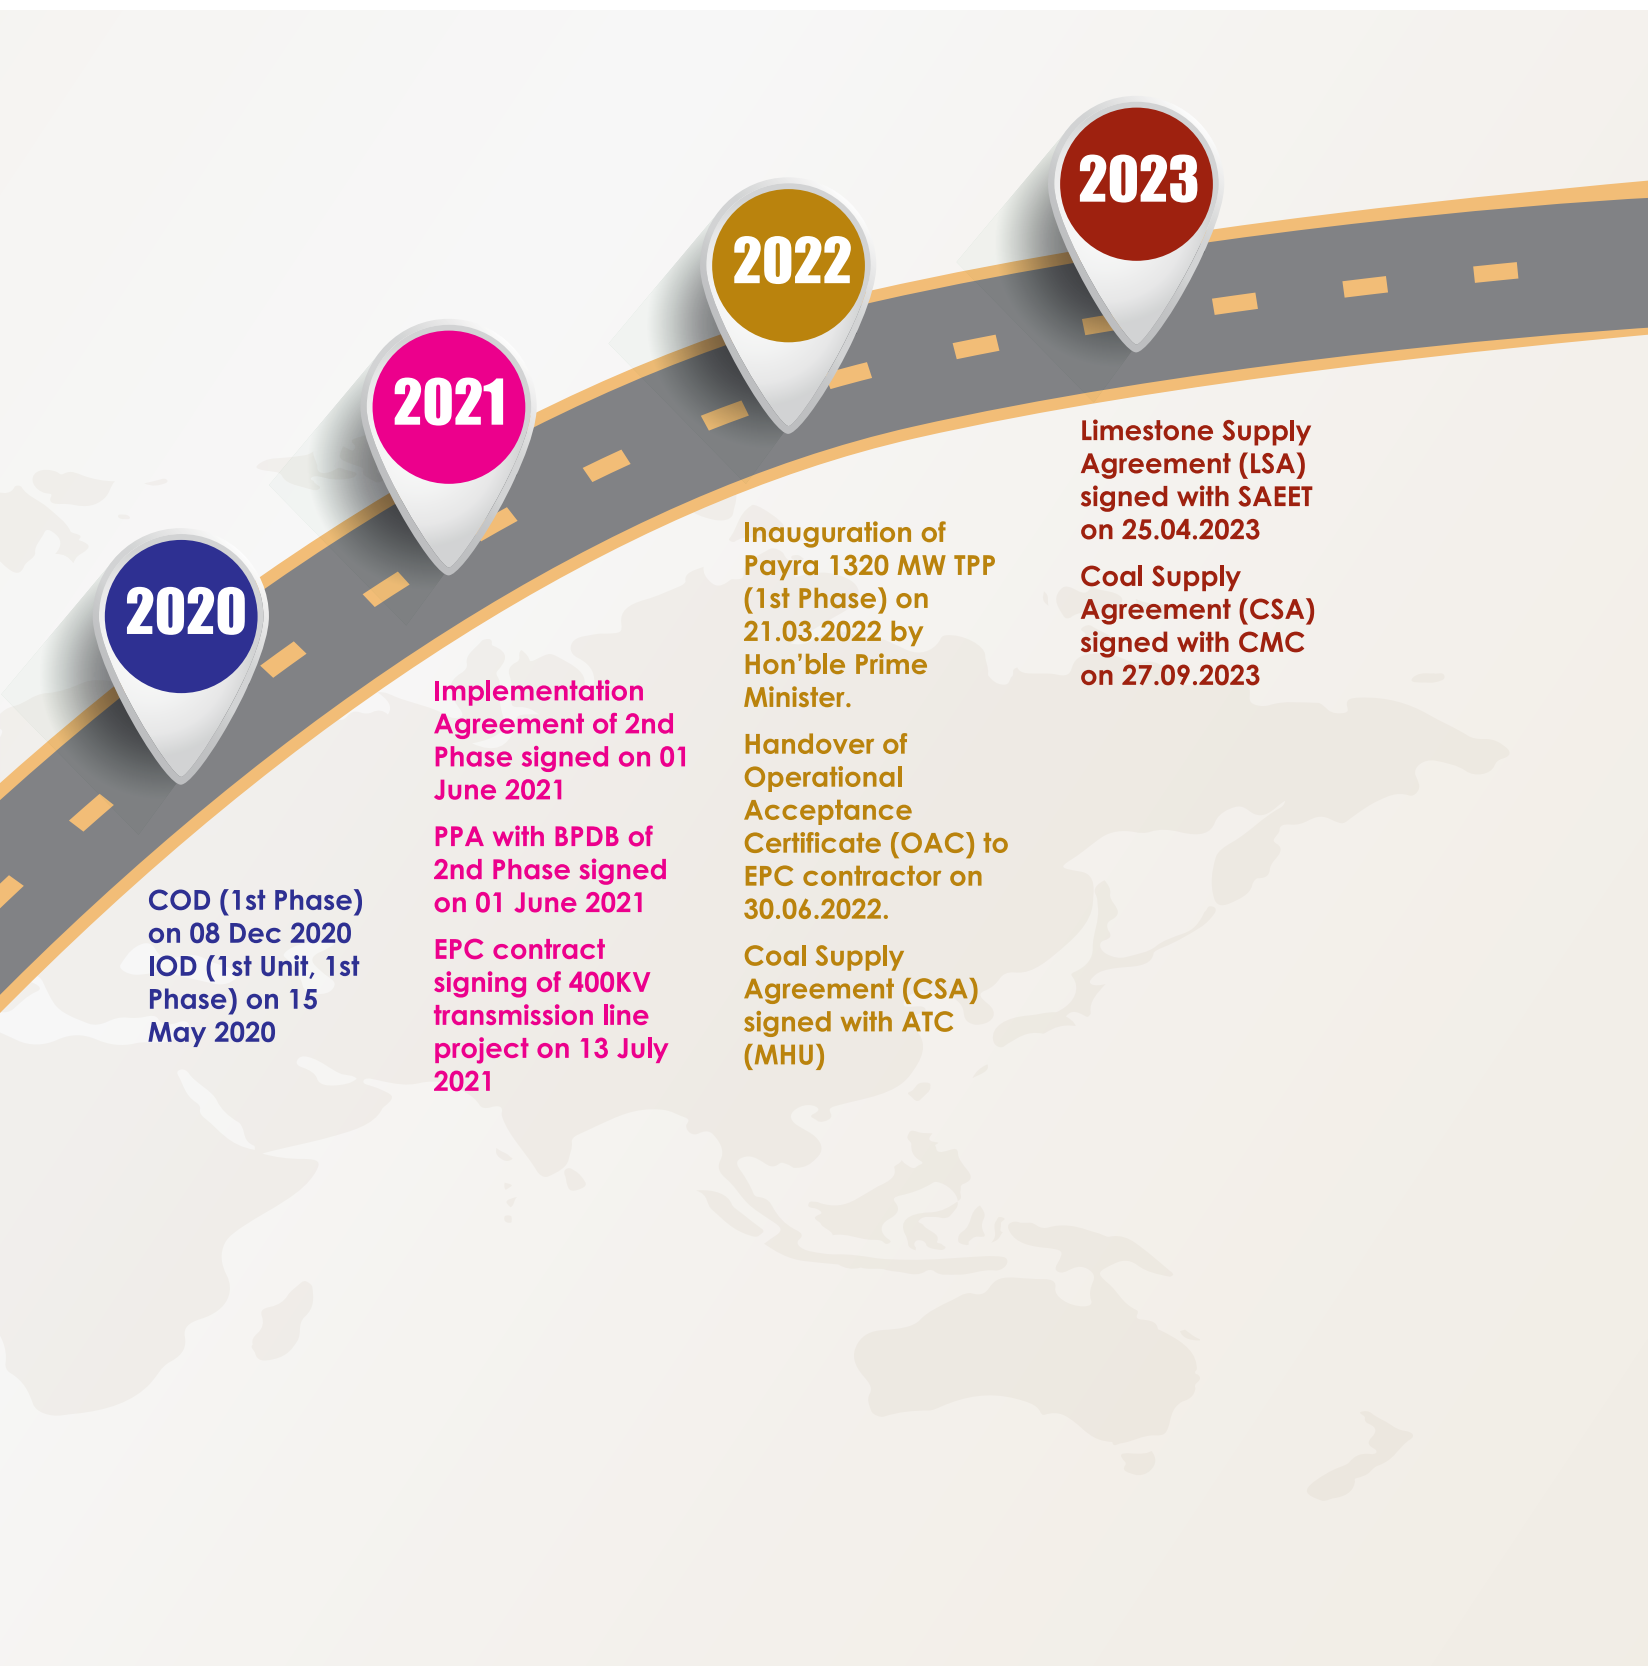 2020
COD (1st Phase)
on 08 Dec 2020
IOD (1st Unit, 1st
Phase) on 15
May 2020
2021
Implementation
Agreement of 2nd
Phase signed on 01
June 2021
PPA with BPDB of
2nd Phase signed
on 01 June 2021
EPC contract
signing of 400KV
transmission line
project on 13 July
2021
2022
Inauguration of
Payra 1320 MW TPP
(1st Phase) on
21.03.2022 by
Hon’ble Prime
Minister.
Handover of
Operational
Acceptance
Certificate (OAC) to
EPC contractor on
30.06.2022.
Coal Supply
Agreement (CSA)
signed with ATC
(MHU)
2023
Limestone Supply
Agreement (LSA)
signed with SAEET
on 25.04.2023
Coal Supply
Agreement (CSA)
signed with CMC
on 27.09.2023